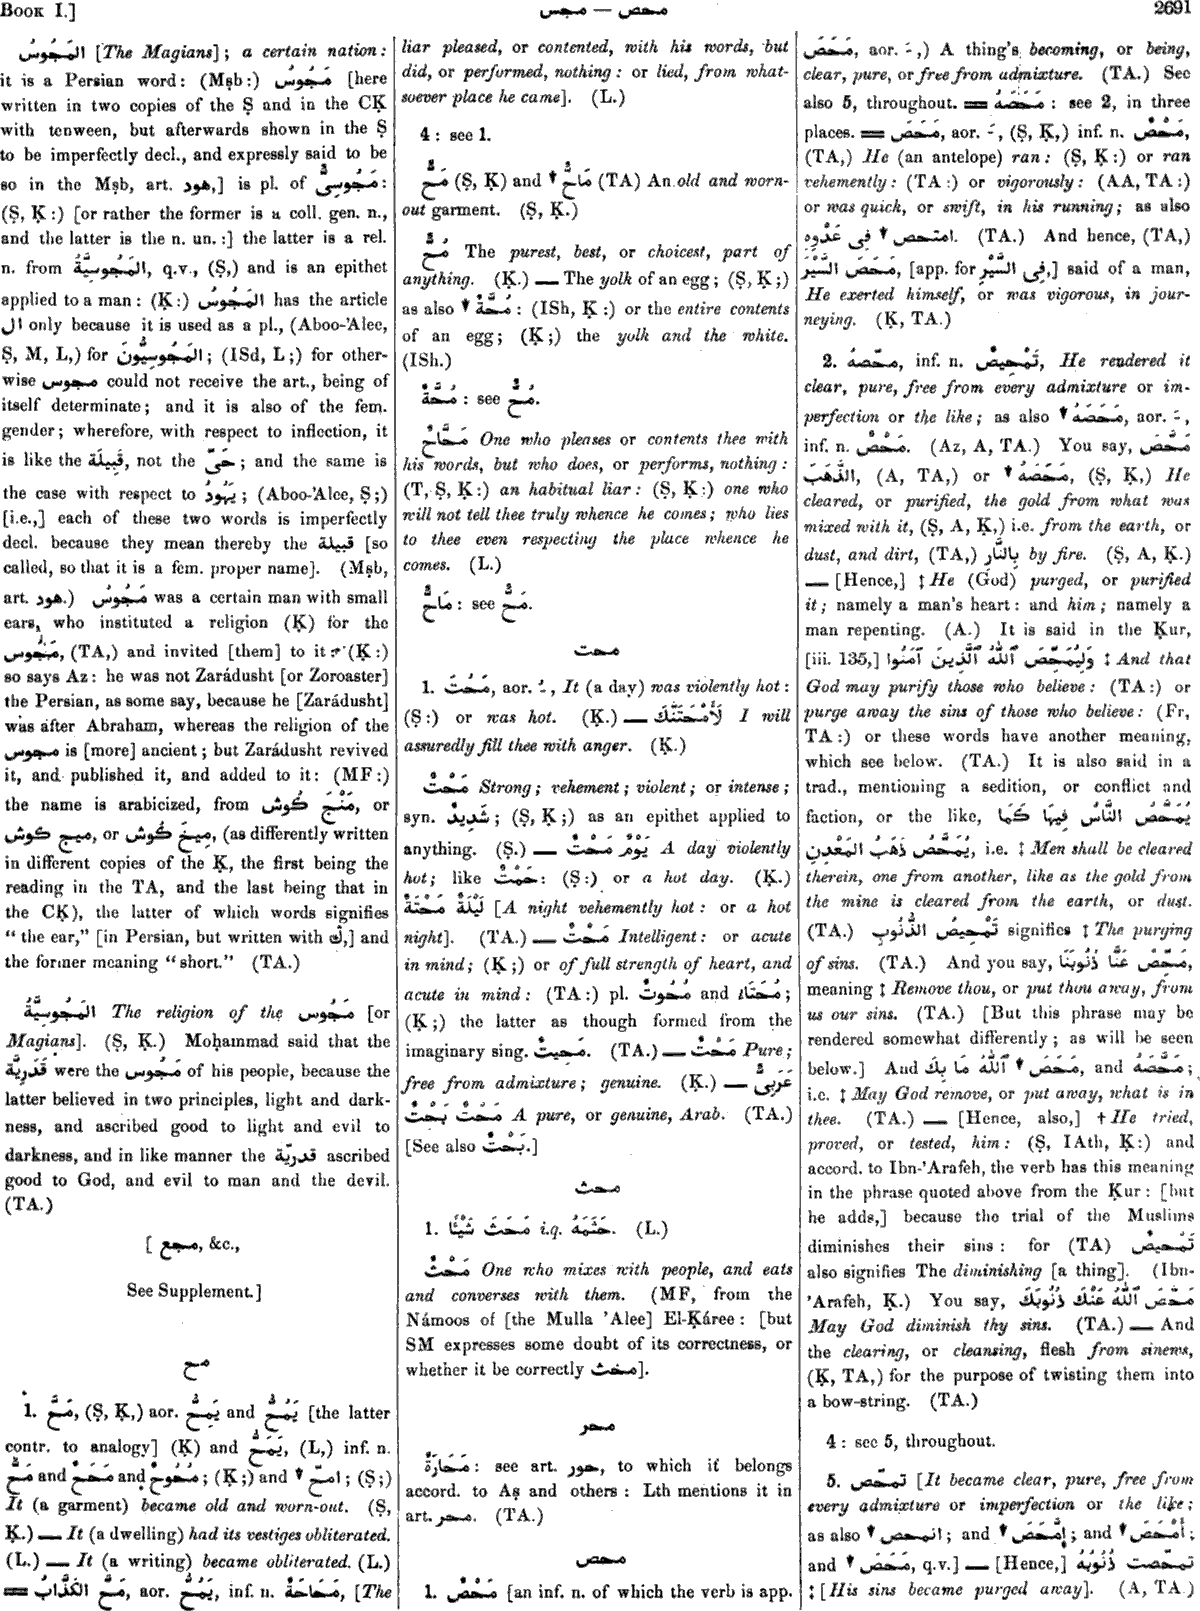 BOOK I.]
مجس — محص
2691
المَجُوسُ [The Magians]; a certain nation:
it is a Persian word: (Mṣb:) مَجُوسٌ [here
written in two copies of the Ṣ and in the CḲ
with tenween, but afterwards shown in the Ṣ
to be imperfectly decl., and expressly said to be
so in the Mṣb, art. هود,] is pl. of مَجُوسِىٌّ:
(Ṣ, Ḳ:) [or rather the former is a coll. gen. n.,
and the latter is the n. un.:] the latter is a rel.
n. from المَجُوسِيَّةُ, q.v., (Ṣ,) and is an epithet
applied to a man: (Ḳ:) المَجُوسُ has the article
ال only because it is used as a pl., (Aboo-'Alee,
Ṣ, M, L,) for المَجُوسِيُّونَ; (ISd, L;) for other-
wise مجوس could not receive the art., being of
itself determinate; and it is also of the fem.
gender; wherefore, with respect to inflection, it
is like the قَبِيلَة, not the حَىّ; and the same is
the case with respect to يَهُودُ; (Aboo-'Alee, Ṣ;)
[i.e.,] each of these two words is imperfectly
decl. because they mean thereby the قبيلة [so
called, so that it is a fem. proper name]. (Mṣb,
art. هود.) مَجُوسُ was a certain man with small
ears, who instituted a religion (Ḳ) for the
مَجُوس, (TA,) and invited [them] to it: (Ḳ:)
so says Az: he was not Zarádusht [or Zoroaster]
the Persian, as some say, because he [Zarádusht]
was after Abraham, whereas the religion of the
مجوس is [more] ancient; but Zarádusht revived
it, and published it, and added to it: (MF:)
the name is arabicized, from مَنْجَ كُوش, or
ميج كوش, or مِيخَ كُوش, (as differently written
in different copies of the Ḳ, the first being the
reading in the TA, and the last being that in
the CḲ), the latter of which words signifies
“the ear,” [in Persian, but written with گ,] and
the former meaning “short.” (TA.)
المَجُوسِيَّةُ The religion of the مَجُوس [or
Magians]. (Ṣ, Ḳ.) Moḥammad said that the
قَدَرِيَّة were the مَجُوس of his people, because the
latter believed in two principles, light and dark-
ness, and ascribed good to light and evil to
darkness, and in like manner the قدريّة ascribed
good to God, and evil to man and the devil.
(TA.)
[مجع, &c.,
See Supplement.]
مح
1. مَحَّ, (Ṣ, Ḳ,) aor. يَمِحُّ and يَمُحُّ [the latter
contr. to analogy] (Ḳ) and يَمَحُّ, (L,) inf. n.
مَحٌّ and مَحَحٌ and مُحُوحٌ; (Ḳ;) and ▼ امحّ; (Ṣ;)
It (a garment) became old and worn-out. (Ṣ,
Ḳ.) — It (a dwelling) had its vestiges obliterated.
(L.) — It (a writing) became obliterated. (L.)
= مَحَّ الكَذَّابُ, aor. يَمُحُّ, inf. n. مَحَاحَةٌ, [The
liar pleased, or contented, with his words, but
did, or performed, nothing: or lied, from what-
soever place he came]. (L.)
4: see 1.
مَحٌّ (Ṣ, Ḳ) and ▼ مَاحٌّ (TA) An old and worn-
out garment. (Ṣ, Ḳ.)
مُحٌّ The purest, best, or choicest, part of
anything. (Ḳ.) — The yolk of an egg; (Ṣ, Ḳ;)
as also ▼ مُحَّةٌ: (ISh, Ḳ:) or the entire contents
of an egg; (Ḳ;) the yolk and the white.
(ISh.)
مُحَّةٌ: see مُحٌّ.
مَحَّاحٌ One who pleases or contents thee with
his words, but who does, or performs, nothing:
(T, Ṣ, Ḳ:) an habitual liar: (Ṣ, Ḳ:) one who
will not tell thee truly whence he comes; who lies
to thee even respecting the place whence he
comes. (L.)
مَاحٌّ: see مَحٌّ.
محت
1. مَحُتَ, aor. ـُ, It (a day) was violently hot:
(Ṣ:) or was hot. (Ḳ.) — لَأَمْحَتَنَّكَ I will
assuredly fill thee with anger. (Ḳ.)
مَحْتٌ Strong; vehement; violent; or intense;
syn. شَدِيدٌ; (Ṣ, Ḳ;) as an epithet applied to
anything. (Ṣ.) — يَوْمٌ مَحْتٌ A day violently
hot; like حَمْتٌ: (Ṣ:) or a hot day. (Ḳ.)
لَيْلَةٌ مَحْتَةٌ [A night vehemently hot: or a hot
night]. (TA.) — مَحْتٌ Intelligent: or acute
in mind; (Ḳ;) or of full strength of heart, and
acute in mind: (TA:) pl. مُحُوتٌ and مُحَتَاءُ;
(Ḳ;) the latter as though formed from the
imaginary sing. مَحِيتٌ. (TA.) — مَحْتٌ Pure;
free from admixture; genuine. (Ḳ.) — عَرَبِىٌّ
مَحْتٌ بَحْتٌ A pure, or genuine, Arab. (TA.)
[See also بَحْتٌ.]
محث
1. مَحَثَ شَيْئًا i.q. حَثَمَهُ. (L.)
مَحْثٌ One who mixes with people, and eats
and converses with them. (MF, from the
Námoos of [the Mulla 'Alee] El-Ḳáree: [but
SM expresses some doubt of its correctness, or
whether it be correctly مخث].
محر
مَحَارَةٌ: see art. حور, to which it belongs
accord. to Aṣ and others: Lth mentions it in
art. محر. (TA.)
محص
1. مَحْصٌ [an inf. n. of which the verb is app.
مَحَصَ, aor. ـَ,) A thing's becoming, or being,
clear, pure, or free from admixture. (TA.) See
also 5, throughout. = مَحَصَهُ: see 2, in three
places. = مَحَصَ, aor. ـَ, (Ṣ, Ḳ,) inf. n. مَحْصٌ,
(TA,) He (an antelope) ran: (Ṣ, Ḳ:) or ran
vehemently: (TA:) or vigorously: (AA, TA:)
or was quick, or swift, in his running; as also
▼ امتحص فِى عَدْوِهِ. (TA.) And hence, (TA,)
مَحَصَ السَّيْرَ, [app. for فِى السَّيْرِ,] said of a man,
He exerted himself, or was vigorous, in jour-
neying. (K, TA.)
2. محّصهُ, inf. n. تَمْحِيصٌ, He rendered it
clear, pure, free from every admixture or im-
perfection or the like; as also ▼ مَحَصَهُ, aor. ـَ,
inf. n. مَحْصٌ. (Az, A, TA.) You say, مَحَّصَ
الذَّهَبَ, (A, TA,) or ▼ مَحَصَهُ, (Ṣ, Ḳ,) He
cleared, or purified, the gold from what was
mixed with it, (Ṣ, A, Ḳ,) i.e. from the earth, or
dust, and dirt, (TA,) بِالنَّارِ by fire. (Ṣ, A, Ḳ.)
— [Hence,] ‡ He (God) purged, or purified
it; namely a man's heart: and him; namely a
man repenting. (A.) It is said in the Ḳur,
[iii. 135,] وَلِيُمَحِّصَ ٱللّٰهُ ٱلَّذِينَ آمَنُوا ‡ And that
God may purify those who believe: (TA:) or
purge away the sins of those who believe: (Fr,
TA:) or these words have another meaning,
which see below. (TA.) It is also said in a
trad., mentioning a sedition, or conflict and
faction, or the like, يُمَحَّصُ النَّاسُ فِيهَا كَمَا
يُمَحَّصُ ذَهَبُ المَعْدِنِ, i.e. ‡ Men shall be cleared
therein, one from another, like as the gold from
the mine is cleared from the earth, or dust.
(TA.) تَمْحِيصُ الذُّنُوبِ signifies ‡ The purging
of sins. (TA.) And you say, مَحِّصْ عَنَّا ذُنُوبَنَا,
meaning ‡ Remove thou, or put thou away, from
us our sins. (TA.) [But this phrase may be
rendered somewhat differently; as will be seen
below.] And مَحَصَ ▼ ٱللّٰهُ مَا بِكَ, and مَحَّصَهُ;
i.e. ‡ May God remove, or put away, what is in
thee. (TA.) — [Hence, also,] † He tried,
proved, or tested, him: (Ṣ, IAth, Ḳ:) and
accord. to Ibn-'Arafeh, the verb has this meaning
in the phrase quoted above from the Ḳur: [but
he adds,] because the trial of the Muslims
diminishes their sins: for (TA) تَمْحِيصٌ
also signifies The diminishing [a thing]. (Ibn-
'Arafeh, Ḳ.) You say, مَحَّصَ ٱللّٰهُ عَنْكَ ذُنُوبَكَ
May God diminish thy sins. (TA.) — And
the clearing, or cleansing, flesh from sinews,
(Ḳ, TA,) for the purpose of twisting them into
a bow-string. (TA.)
4: see 5, throughout.
5. تمحّص [It became clear, pure, free from
every admixture or imperfection or the like;
as also ▼ انمحص; and ▼ إِمَّحَصَ; and ▼ أَمْحَصَ;
and ▼ مَحَصَ, q.v.] — [Hence,] تمحّصت ذُنُوبُهُ
‡ [His sins became purged away]. (A, TA.)